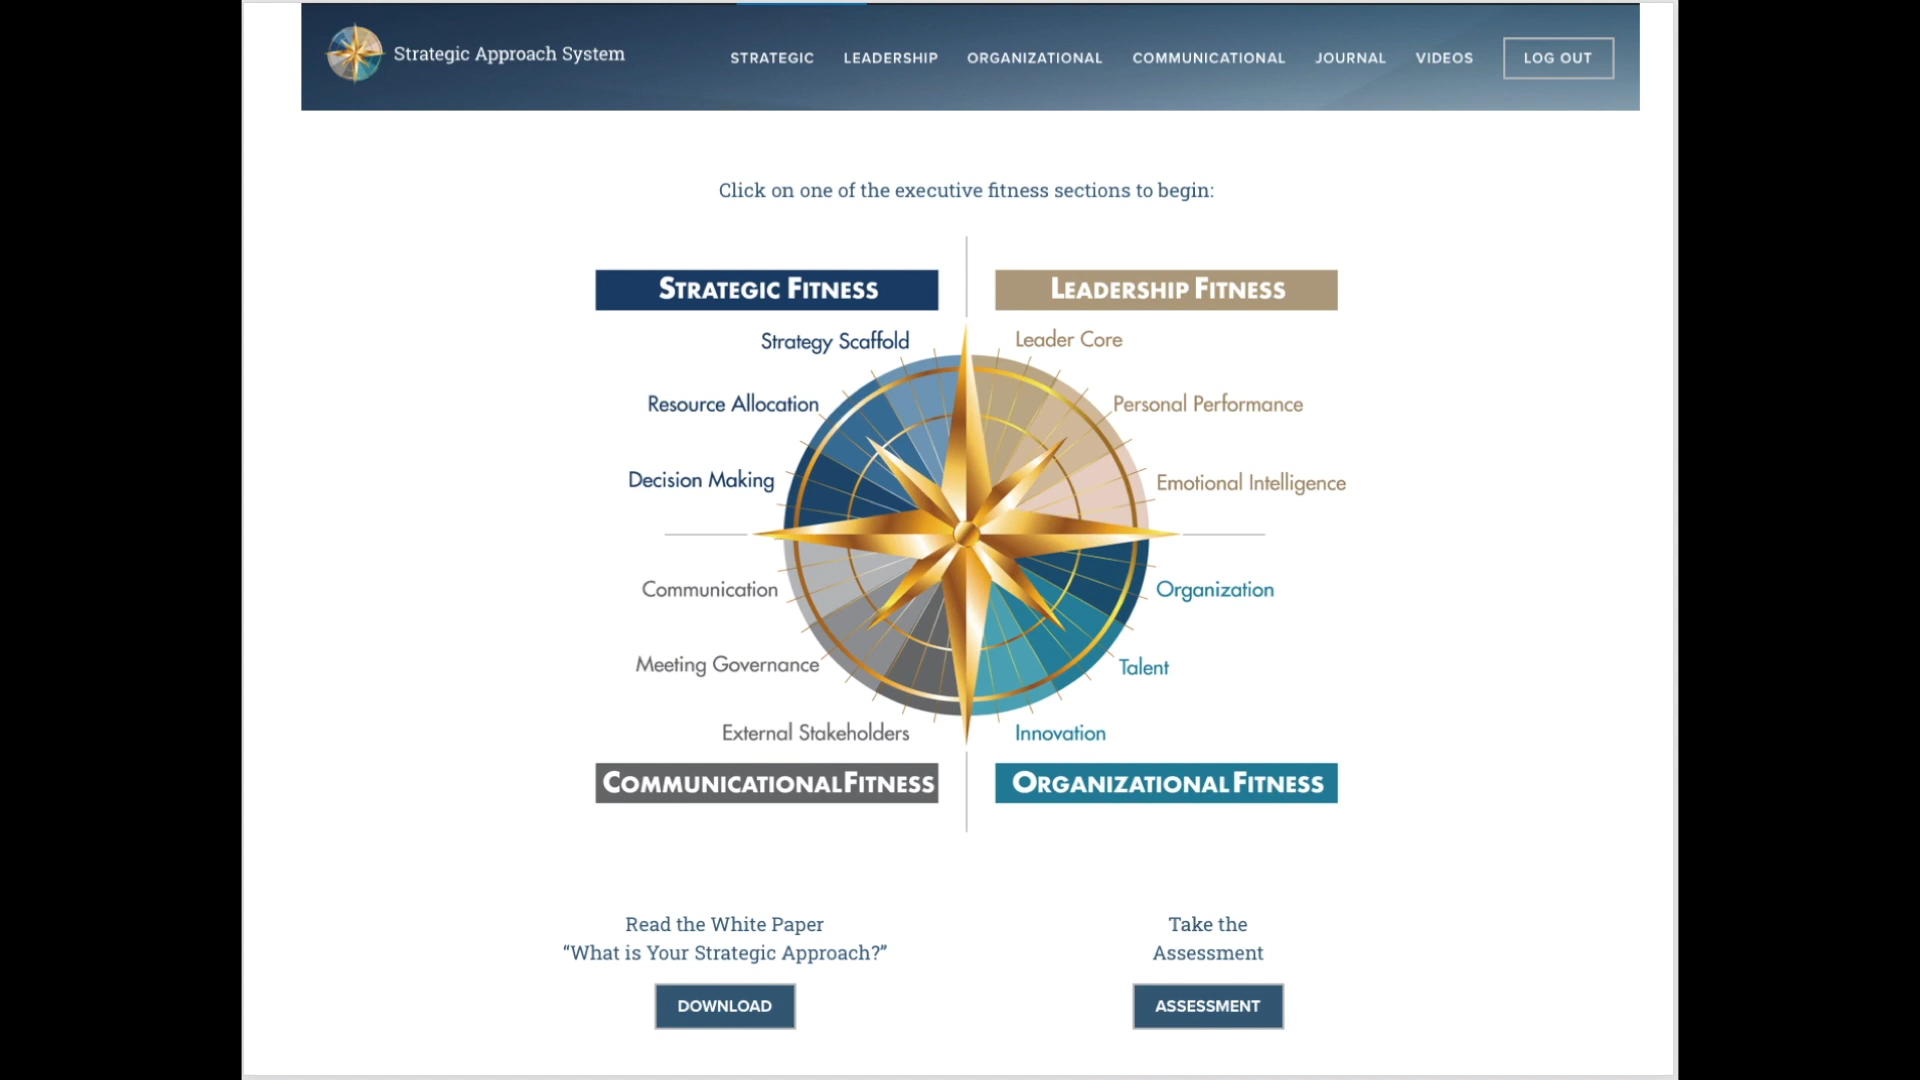 Strategic Approach System
STRATEGIC LEADERSHIP ORGANIZATIONAL COMMUNICATIONAL JOURNAL VIDEOS LOG OUT
Click on one of the executive fitness sections to begin:
STRATEGIC FITNESS
LEADERSHIP FITNESS
Strategy Scaffold
Leader Core
Resource Allocation
Personal Performance
Decision Making
Emotional Intelligence
Communication
Organization
Meeting Governance
Talent
External Stakeholders
Innovation
COMMUNICATIONAL FITNESS
ORGANIZATIONAL FITNESS
Read the White Paper
“What is Your Strategic Approach?”
DOWNLOAD
Take the
Assessment
ASSESSMENT